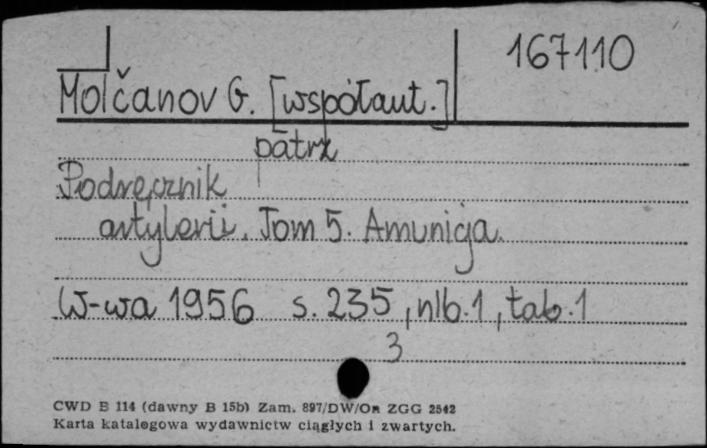 167110
Molčanov G. [współaut.]
patrz
Podręcznik
artylerii. Tom 5. Amunicja.
W-wa 1956 s. 235, nlb. 1, tab. 1
3
CWD B 114 (dawny B 15b) Zam. 897/DW/On ZGG 2542
Karta katalogowa wydawnictw ciągłych i zwartych.